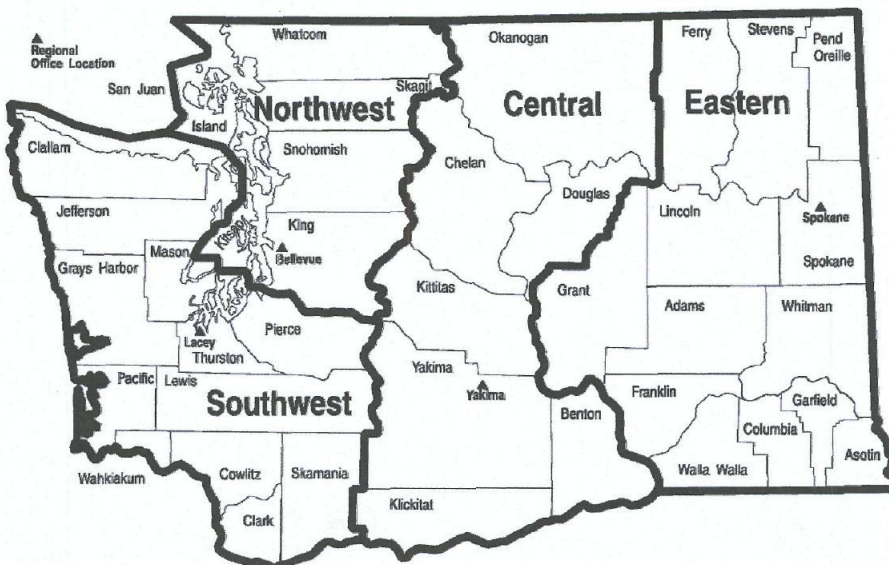 Regional
Office Location
San Juan
Whatcom
Skagit
Island
Northwest
Snohomish
King
Kitsap
Bellevue
Okanogan
Central
Chelan
Douglas
Kittitas
Yakima
Yakima
Benton
Klickitat
Ferry
Stevens
Pend
Oreille
Eastern
Lincoln
Spokane
Spokane
Grant
Adams
Whitman
Franklin
Garfield
Columbia
Walla Walla
Asotin
Clallam
Jefferson
Mason
Grays Harbor
Lacey
Thurston
Pierce
Pacific
Lewis
Southwest
Wahkiakum
Cowlitz
Skamania
Clark